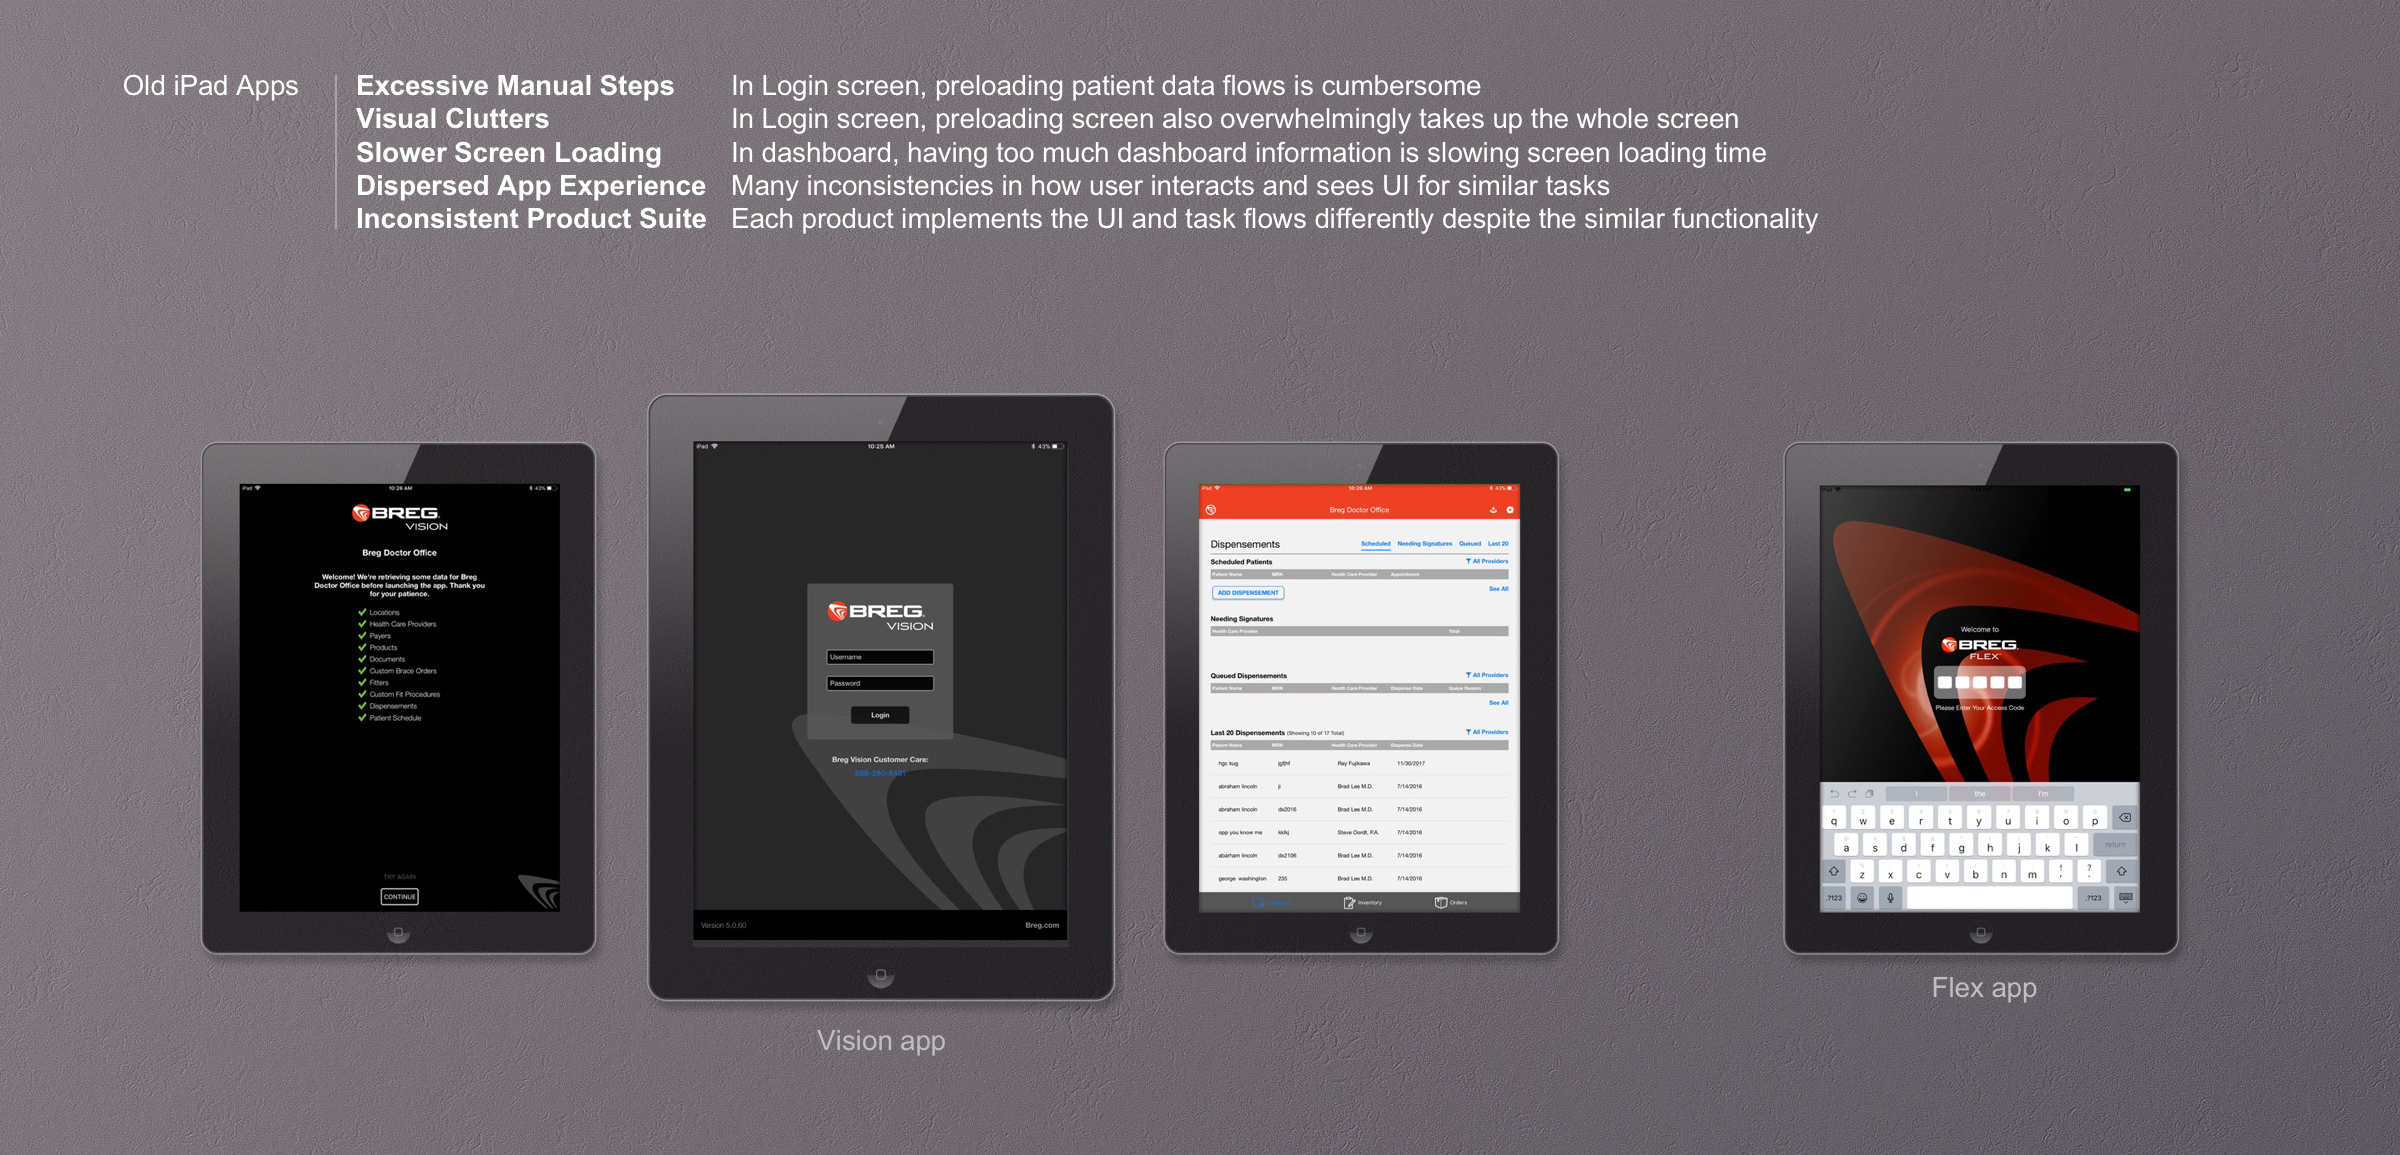 Old iPad Apps
Excessive Manual Steps In Login screen, preloading patient data flows is cumbersome
Visual Clutters In Login screen, preloading screen also overwhelmingly takes up the whole screen
Slower Screen Loading In dashboard, having too much dashboard information is slowing screen loading time
Dispersed App Experience Many inconsistencies in how user interacts and sees UI for similar tasks
Inconsistent Product Suite Each product implements the UI and task flows differently despite the similar functionality
iPad 10:26 AM 43%
BREG
VISION
Breg Doctor Office
Welcome! We're retrieving some data for Breg
Doctor Office before launching the app. Thank you
for your patience.
Locations
Health Care Providers
Payers
Products
Documents
Custom Brace Orders
Fitters
Custom Fit Procedures
Dispensements
Patient Schedule
TRY AGAIN
CONTINUE
iPad 10:25 AM 43%
BREG
VISION
Username
Password
Login
Breg Vision Customer Care:
Version 5.0.60 Breg.com
Vision app
iPad 10:26 AM 43%
Breg Doctor Office
Dispensements Scheduled Needing Signatures Queued Last 20
Scheduled Patients All Providers
Patient Name MRN Health Care Provider Appointment
ADD DISPENSEMENT See All
Needing Signatures
Health Care Provider Total
Queued Dispensements All Providers
Patient Name MRN Health Care Provider Dispense Date Queue Reason
See All
Last 20 Dispensements (Showing 10 of 17 Total) All Providers
Patient Name MRN Health Care Provider Dispense Date
hgc kug jgfjhf Ray Fujikawa 11/30/2017
abraham lincoln ji Brad Lee M.D. 7/14/2016
abraham lincoln dx2016 Brad Lee M.D. 7/14/2016
opp you know me kklkj Steve Oordt, P.A. 7/14/2016
abarham lincoln dx2106 Brad Lee M.D. 7/14/2016
george washington 235 Brad Lee M.D. 7/14/2016
Inventory Orders
iPad
Welcome to
BREG
FLEX
Please Enter Your Access Code
I the I'm
q w e r t y u i o p
a s d f g h j k l return
z x c v b n m ! , ? .
.?123 .?123
Flex app